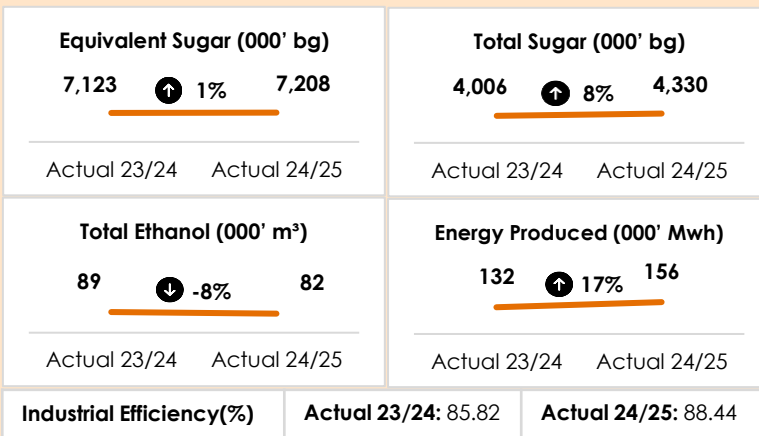 Equivalent Sugar (000' bg)
7,123 1% 7,208
Actual 23/24 Actual 24/25
Total Sugar (000' bg)
4,006 8% 4,330
Actual 23/24 Actual 24/25
Total Ethanol (000' m³)
89 -8% 82
Actual 23/24 Actual 24/25
Energy Produced (000' Mwh)
132 17% 156
Actual 23/24 Actual 24/25
Industrial Efficiency(%) Actual 23/24: 85.82 Actual 24/25: 88.44